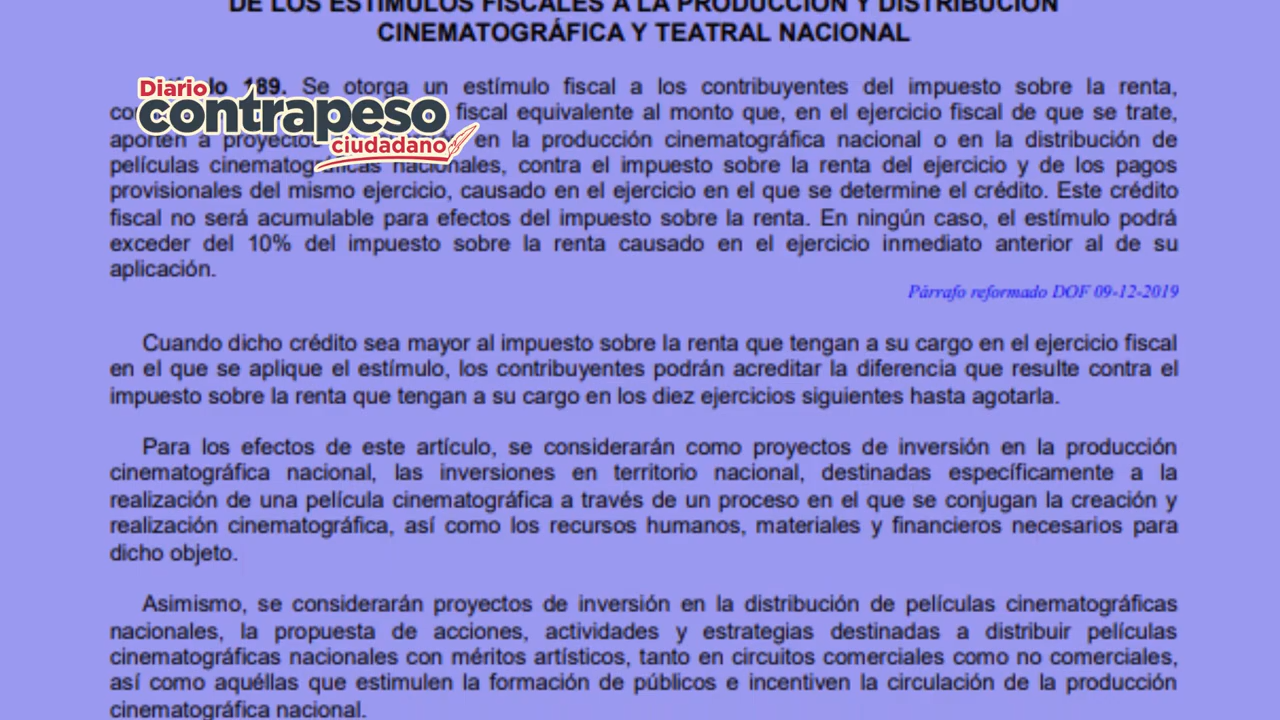 DE LOS ESTÍMULOS FISCALES A LA PRODUCCIÓN Y DISTRIBUCIÓN
CINEMATOGRÁFICA Y TEATRAL NACIONAL
189. Se otorga un estímulo fiscal a los contribuyentes del impuesto sobre la renta,
fiscal equivalente al monto que, en el ejercicio fiscal de que se trate,
aporten a proyectos en la producción cinematográfica nacional o en la distribución de
películas cinematográficas nacionales, contra el impuesto sobre la renta del ejercicio y de los pagos
provisionales del mismo ejercicio, causado en el ejercicio en el que se determine el crédito. Este crédito
fiscal no será acumulable para efectos del impuesto sobre la renta. En ningún caso, el estímulo podrá
exceder del 10% del impuesto sobre la renta causado en el ejercicio inmediato anterior al de su
aplicación.
Párrafo reformado DOF 09-12-2019
Cuando dicho crédito sea mayor al impuesto sobre la renta que tengan a su cargo en el ejercicio fiscal
en el que se aplique el estímulo, los contribuyentes podrán acreditar la diferencia que resulte contra el
impuesto sobre la renta que tengan a su cargo en los diez ejercicios siguientes hasta agotarla.
Para los efectos de este artículo, se considerarán como proyectos de inversión en la producción
cinematográfica nacional, las inversiones en territorio nacional, destinadas específicamente a la
realización de una película cinematográfica a través de un proceso en el que se conjugan la creación y
realización cinematográfica, así como los recursos humanos, materiales y financieros necesarios para
dicho objeto.
Asimismo, se considerarán proyectos de inversión en la distribución de películas cinematográficas
nacionales, la propuesta de acciones, actividades y estrategias destinadas a distribuir películas
cinematográficas nacionales con méritos artísticos, tanto en circuitos comerciales como no comerciales,
así como aquéllas que estimulen la formación de públicos e incentiven la circulación de la producción
cinematográfica nacional.
Diario
contrapeso
ciudadano